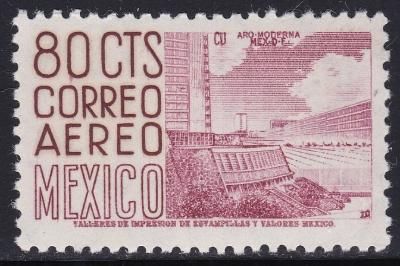 80 CTS
CORREO
AEREO
MEXICO
CU
ARQ-MODERNA
MEX-D-F-
TALLERES DE IMPRESION DE ESTAMPILLAS Y VALORES MEXICO.